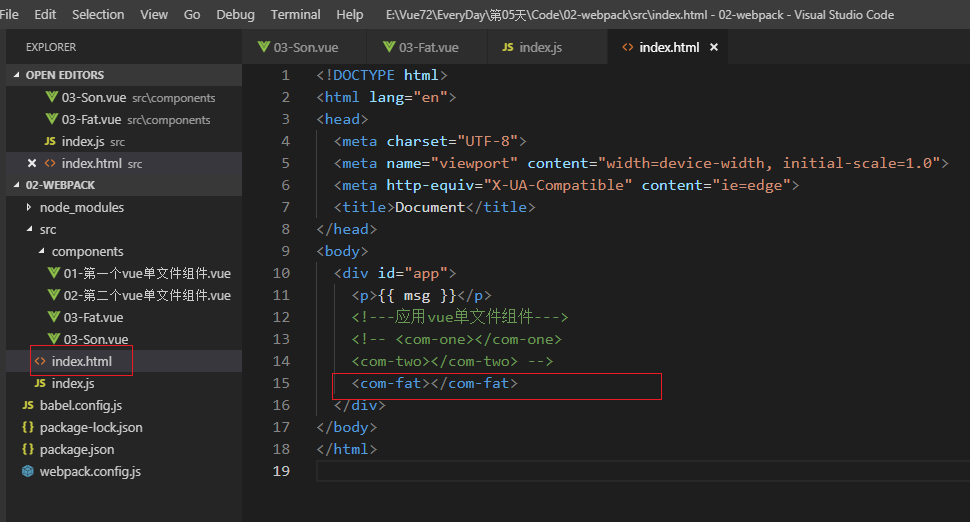 File Edit Selection View Go Debug Terminal Help E:\Vue72\EveryDay\第05天\Code\02-webpack\src\index.html - 02-webpack - Visual Studio Code
EXPLORER
OPEN EDITORS
03-Son.vue src\components
03-Fat.vue src\components
JS index.js src
index.html src
02-WEBPACK
node_modules
src
components
01-第一个vue单文件组件.vue
02-第二个vue单文件组件.vue
03-Fat.vue
03-Son.vue
index.html
JS index.js
JS babel.config.js
{} package-lock.json
{} package.json
webpack.config.js
03-Son.vue 03-Fat.vue JS index.js <> index.html ×
1 <!DOCTYPE html>
2 <html lang="en">
3 <head>
4 <meta charset="UTF-8">
5 <meta name="viewport" content="width=device-width, initial-scale=1.0">
6 <meta http-equiv="X-UA-Compatible" content="ie=edge">
7 <title>Document</title>
8 </head>
9 <body>
10 <div id="app">
11 <p>{{ msg }}</p>
12 <!---应用vue单文件组件--->
13 <!-- <com-one></com-one>
14 <com-two></com-two> -->
15 <com-fat></com-fat>
16 </div>
17 </body>
18 </html>
19